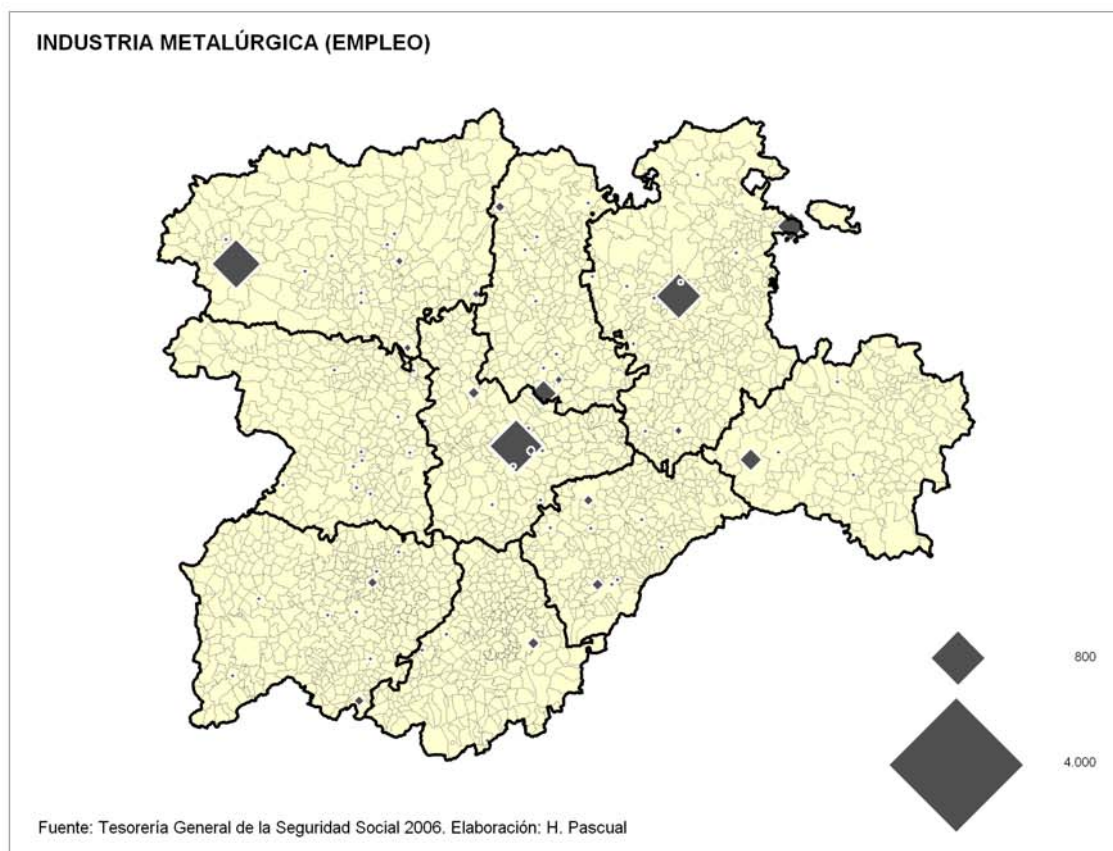 INDUSTRIA METALÚRGICA (EMPLEO)
800
4.000
Fuente: Tesorería General de la Seguridad Social 2006. Elaboración: H. Pascual